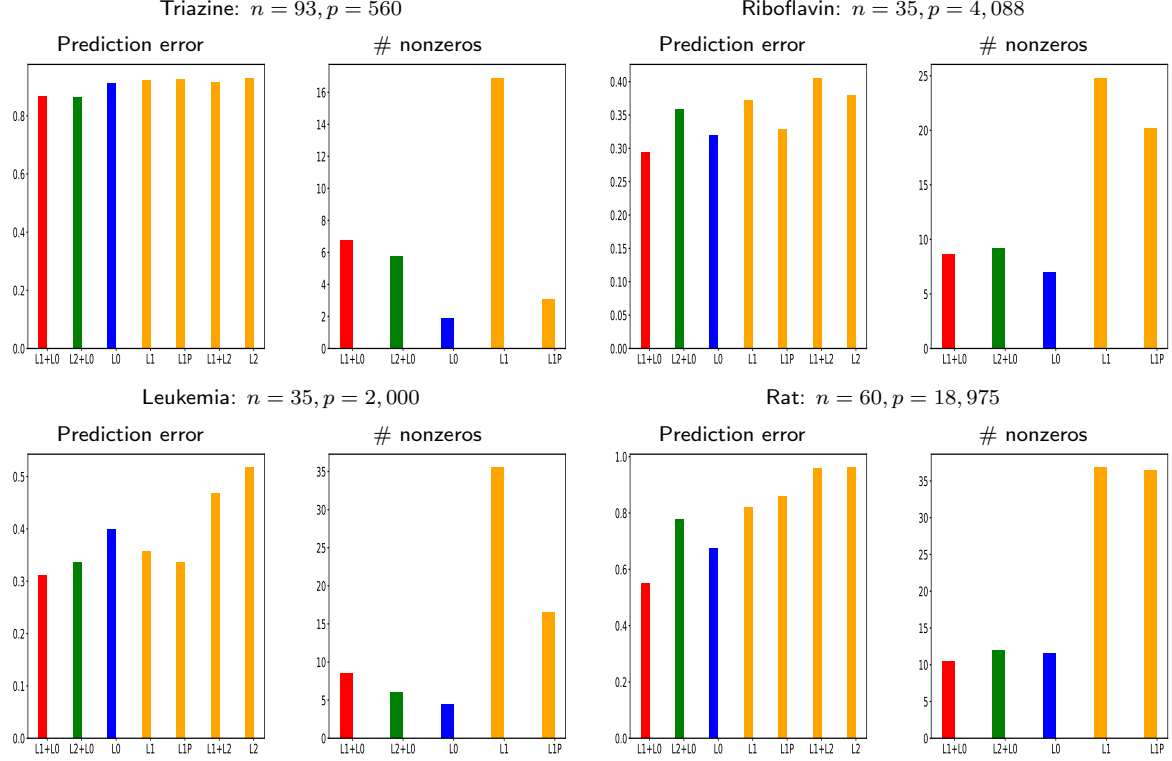 Triazine: n = 93, p = 560
Prediction error
0.8
0.6
0.4
0.2
0.0
L1+L0 L2+L0 L0 L1 L1P L1+L2 L2
# nonzeros
16
14
12
10
8
6
4
2
0
L1+L0 L2+L0 L0 L1 L1P
Riboflavin: n = 35, p = 4, 088
Prediction error
0.40
0.35
0.30
0.25
0.20
0.15
0.10
0.05
0.00
L1+L0 L2+L0 L0 L1 L1P L1+L2 L2
# nonzeros
25
20
15
10
5
0
L1+L0 L2+L0 L0 L1 L1P
Leukemia: n = 35, p = 2, 000
Prediction error
0.5
0.4
0.3
0.2
0.1
0.0
L1+L0 L2+L0 L0 L1 L1P L1+L2 L2
# nonzeros
35
30
25
20
15
10
5
0
L1+L0 L2+L0 L0 L1 L1P
Rat: n = 60, p = 18, 975
Prediction error
1.0
0.8
0.6
0.4
0.2
0.0
L1+L0 L2+L0 L0 L1 L1P L1+L2 L2
# nonzeros
35
30
25
20
15
10
5
0
L1+L0 L2+L0 L0 L1 L1P